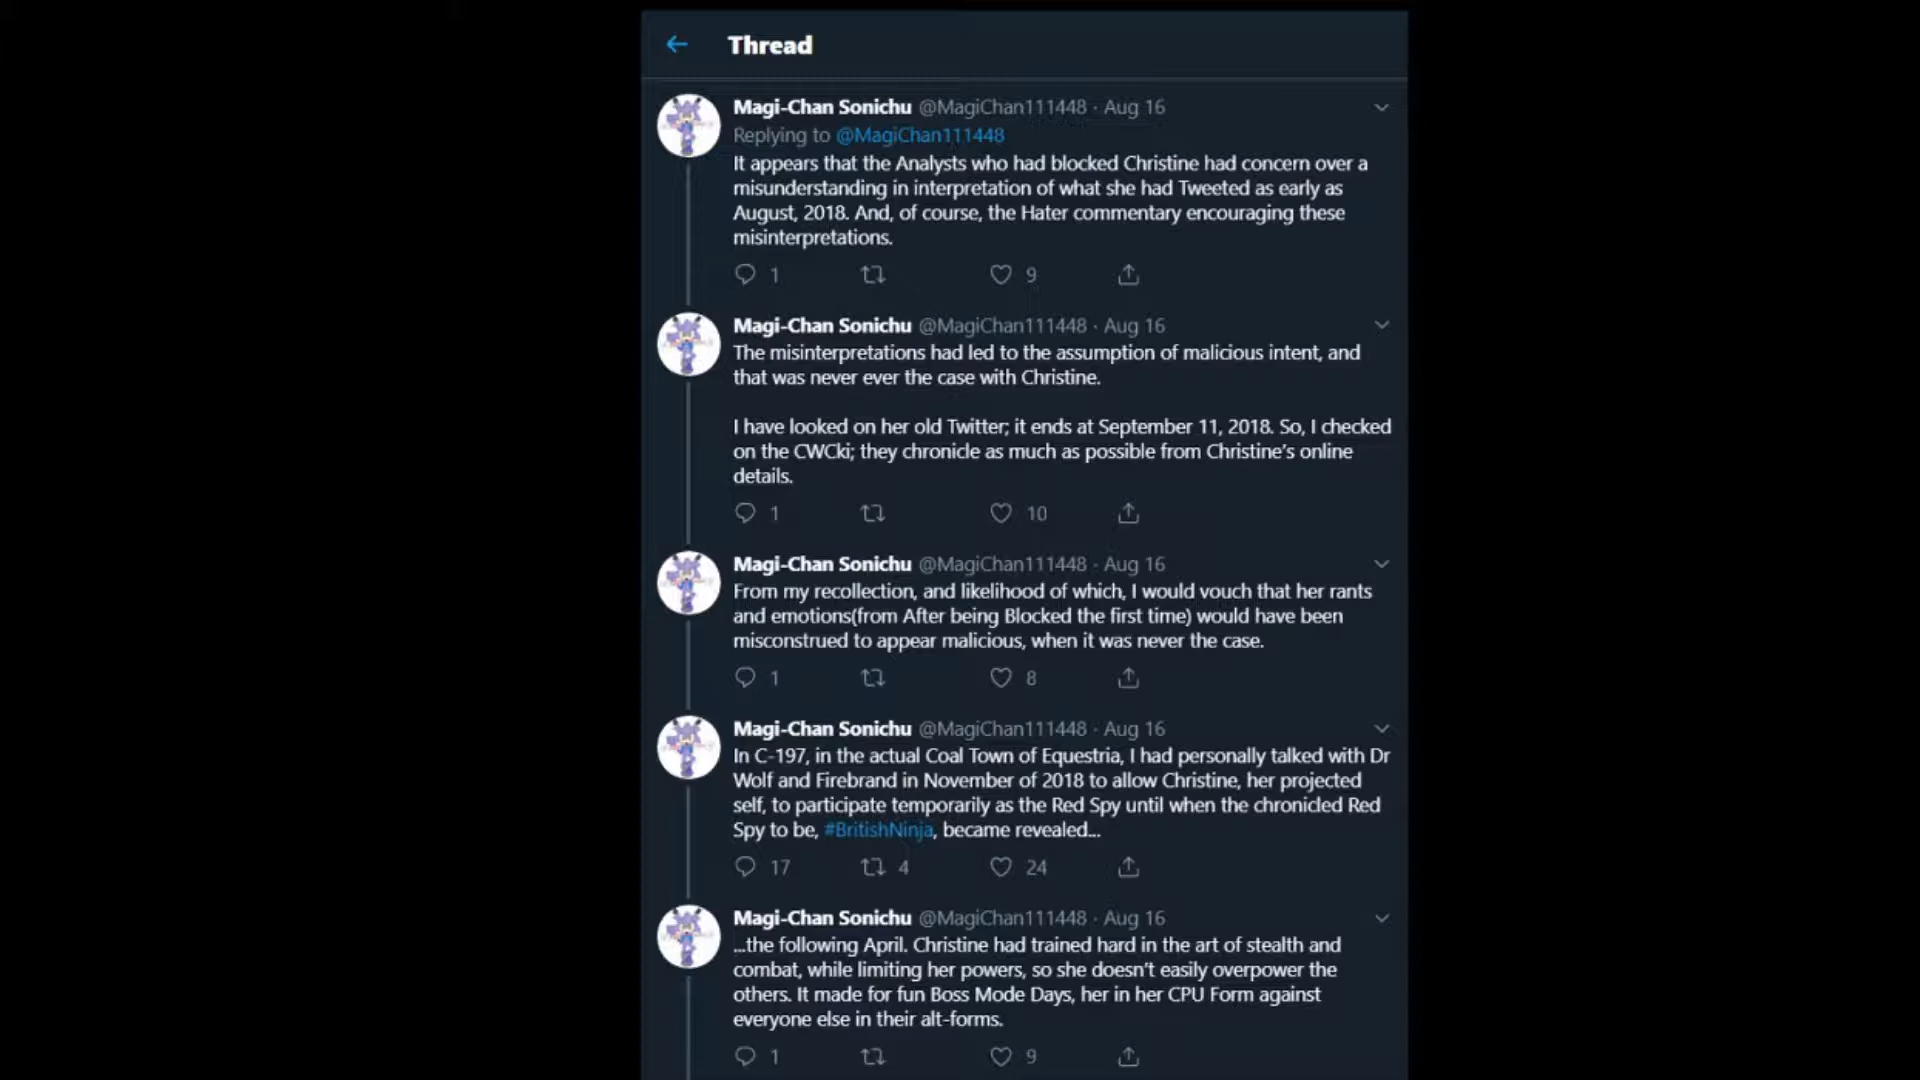 Thread
Magi-Chan Sonichu @MagiChan111448 · Aug 16
Replying to @MagiChan111448
It appears that the Analysts who had blocked Christine had concern over a
misunderstanding in interpretation of what she had Tweeted as early as
August, 2018. And, of course, the Hater commentary encouraging these
misinterpretations.
1 9
Magi-Chan Sonichu @MagiChan111448 · Aug 16
The misinterpretations had led to the assumption of malicious intent, and
that was never ever the case with Christine.
I have looked on her old Twitter; it ends at September 11, 2018. So, I checked
on the CWCki; they chronicle as much as possible from Christine's online
details.
1 10
Magi-Chan Sonichu @MagiChan111448 · Aug 16
From my recollection, and likelihood of which, I would vouch that her rants
and emotions(from After being Blocked the first time) would have been
misconstrued to appear malicious, when it was never the case.
1 8
Magi-Chan Sonichu @MagiChan111448 · Aug 16
In C-197, in the actual Coal Town of Equestria, I had personally talked with Dr
Wolf and Firebrand in November of 2018 to allow Christine, her projected
self, to participate temporarily as the Red Spy until when the chronicled Red
Spy to be, #BritishNinja, became revealed...
17 4 24
Magi-Chan Sonichu @MagiChan111448 · Aug 16
...the following April. Christine had trained hard in the art of stealth and
combat, while limiting her powers, so she doesn't easily overpower the
others. It made for fun Boss Mode Days, her in her CPU Form against
everyone else in their alt-forms.
1 9